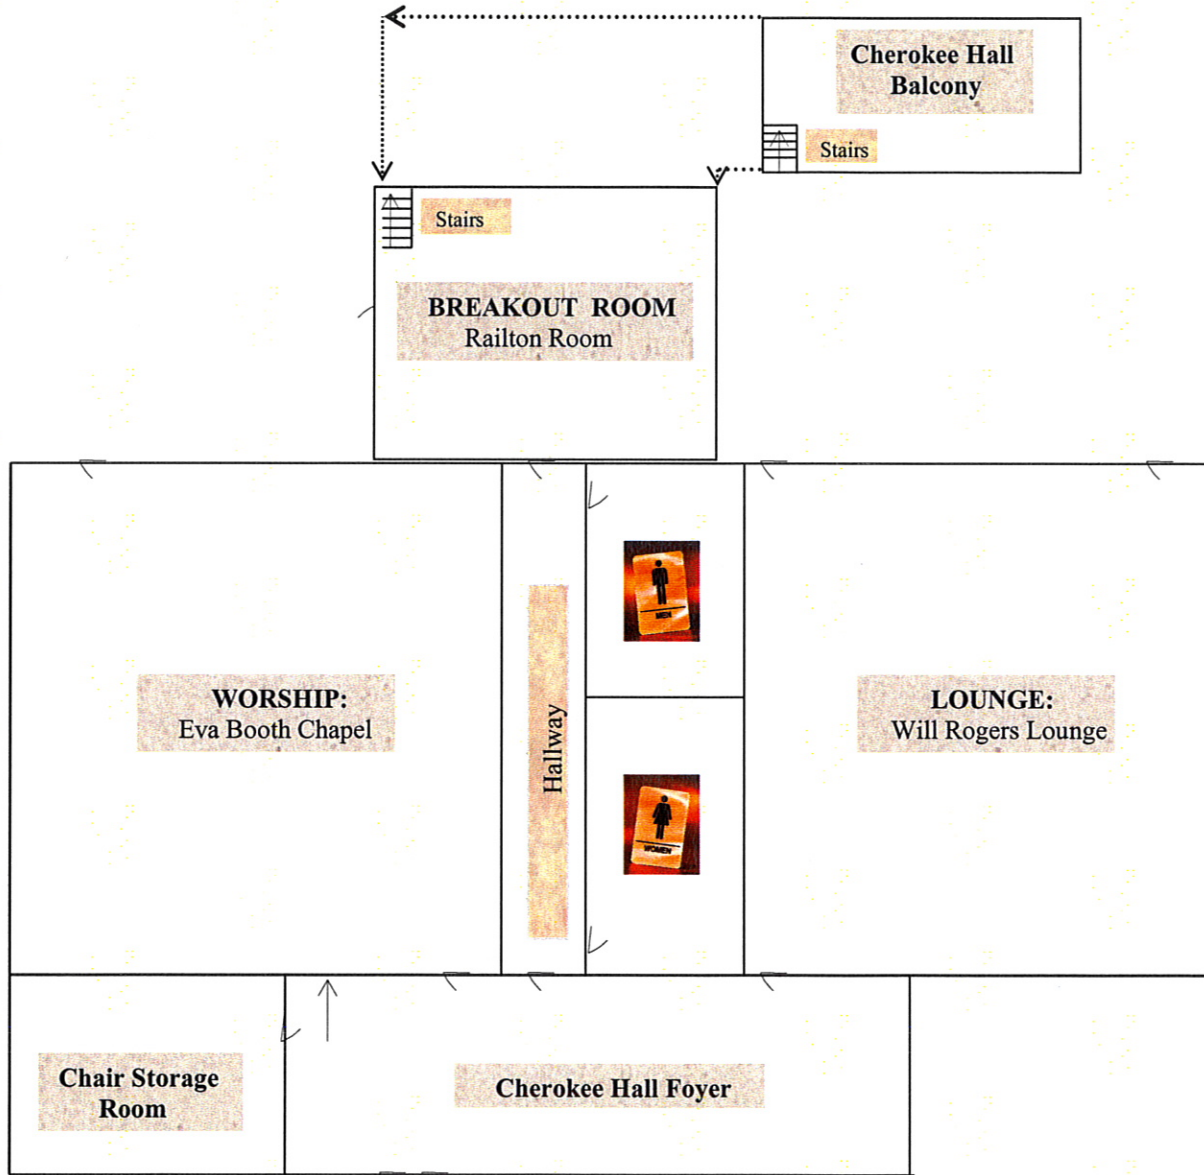 Cherokee Hall
Balcony
Stairs
Stairs
BREAKOUT ROOM
Railton Room
MEN
WORSHIP:
Eva Booth Chapel
Hallway
LOUNGE:
Will Rogers Lounge
WOMEN
Chair Storage
Room
Cherokee Hall Foyer